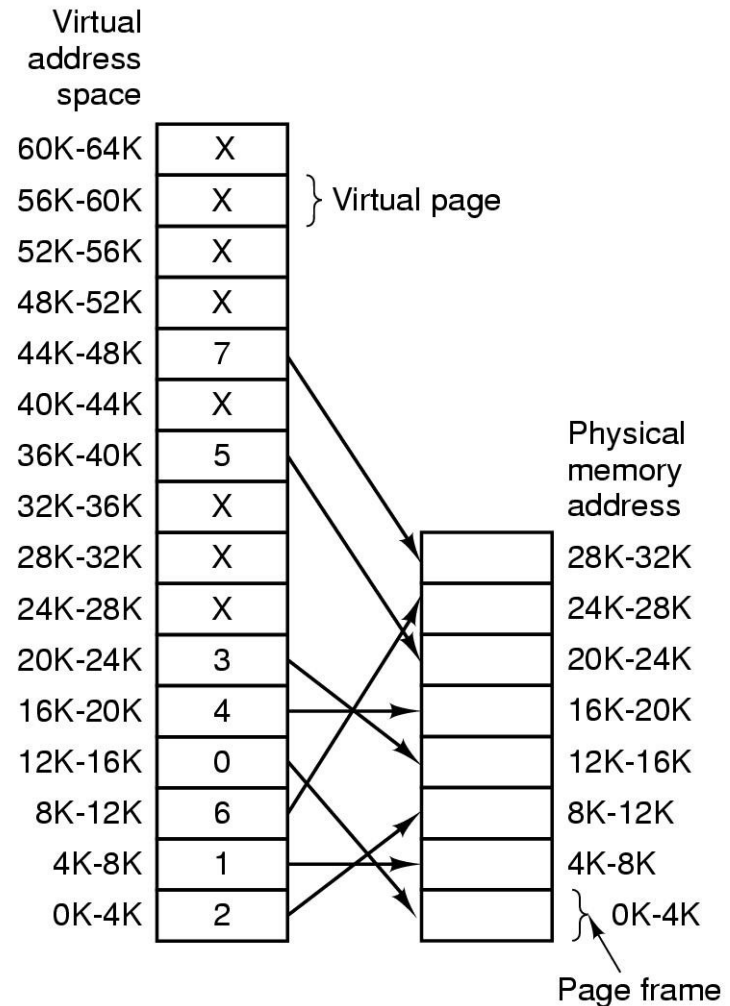 Virtual
address
space
60K-64K X
56K-60K X Virtual page
52K-56K X
48K-52K X
44K-48K 7
40K-44K X
36K-40K 5
32K-36K X
28K-32K X
24K-28K X
20K-24K 3
16K-20K 4
12K-16K 0
8K-12K 6
4K-8K 1
0K-4K 2
Physical
memory
address
28K-32K
24K-28K
20K-24K
16K-20K
12K-16K
8K-12K
4K-8K
0K-4K
Page frame